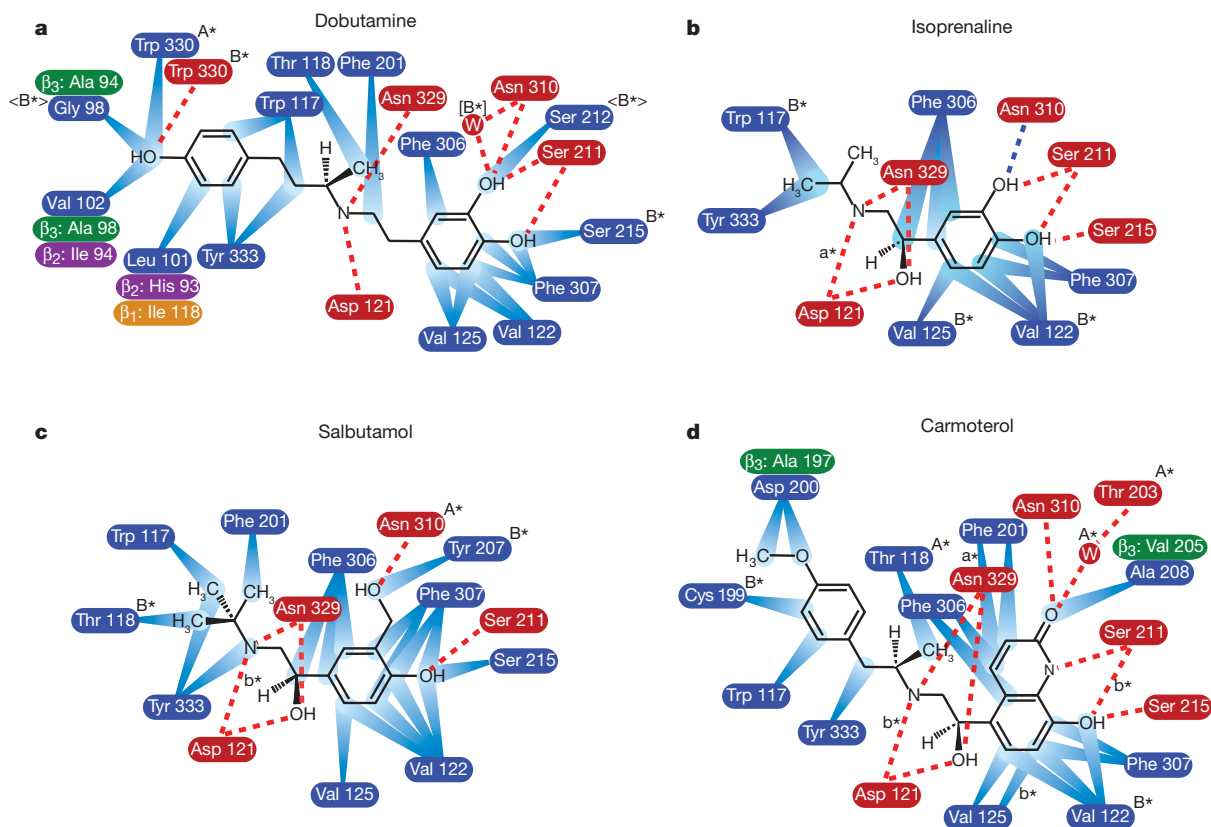 a
Dobutamine
Trp 330 A*
Trp 330 B*
β3: Ala 94
<B*> Gly 98
HO
Val 102
β3: Ala 98
β2: Ile 94
Leu 101
β2: His 93
β1: Ile 118
Trp 117
Tyr 333
Thr 118
Phe 201
H
CH3
N
Asn 329
Asp 121
Phe 306
[B*]
W
Asn 310
Ser 212 <B*>
Ser 211
OH
OH
Ser 215 B*
Phe 307
Val 125
Val 122
b
Isoprenaline
Trp 117 B*
Phe 306
Asn 310
CH3
Asn 329
Ser 211
H3C
OH
Tyr 333
N
OH
Ser 215
a*
H
OH
Phe 307
Asp 121
Val 125 B*
Val 122 B*
c
Salbutamol
Trp 117
Phe 201
Asn 310 A*
Phe 306
Tyr 207 B*
H3C
CH3
Asn 329
HO
Phe 307
Thr 118 B*
H3C
Ser 211
N
Ser 215
b*
H
OH
OH
Tyr 333
Asp 121
Val 125
Val 122
d
Carmoterol
β3: Ala 197
Asp 200
Asn 310
Thr 203 A*
Phe 201
A*
W
β3: Val 205
Ala 208
H3C
O
Thr 118 A*
a*
Asn 329
Cys 199 B*
Phe 306
O
Ser 211
H
CH3
N
b*
Trp 117
N
OH
Ser 215
Tyr 333
b*
H
OH
Phe 307
Asp 121
b*
Val 125
Val 122 B*